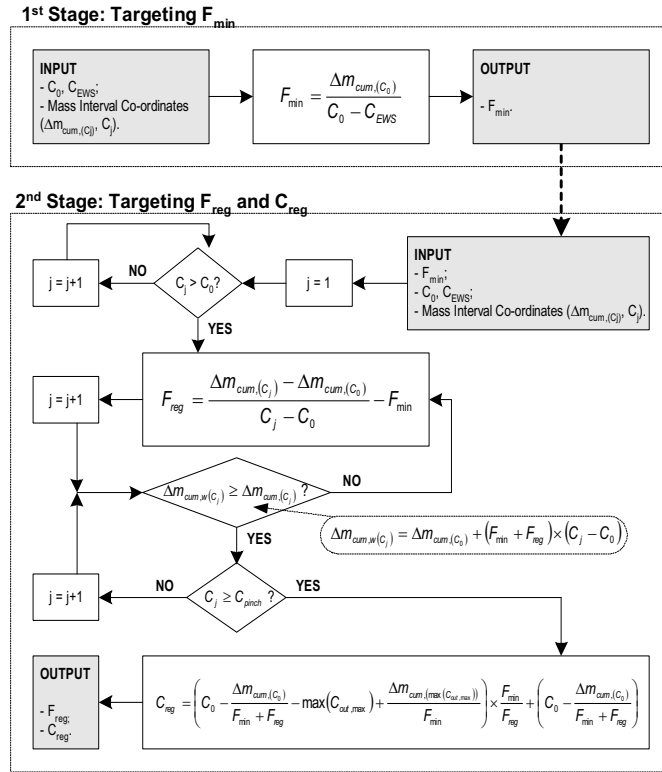 1st Stage: Targeting Fmin
INPUT
- C0, CEWS;
- Mass Interval Co-ordinates
(Δmcum,(Cj), Cj).
Fmin = Δmcum,(C0) / (C0 − CEWS)
OUTPUT
- Fmin.
2nd Stage: Targeting Freg and Creg
j = j+1
NO
Cj > C0?
j = 1
INPUT
- Fmin;
- C0, CEWS;
- Mass Interval Co-ordinates (Δmcum,(Cj), Cj).
YES
j = j+1
Freg = (Δmcum,(Cj) − Δmcum,(C0)) / (Cj − C0) − Fmin
Δmcum,w(Cj) ≥ Δmcum,(Cj) ?
NO
Δmcum,w(Cj) = Δmcum,(C0) + (Fmin + Freg) × (Cj − C0)
YES
j = j+1
NO
Cj ≥ Cpinch ?
YES
OUTPUT
- Freg;
- Creg.
Creg = (C0 − Δmcum,(C0) / (Fmin + Freg) − max(Cout,max) + Δmcum,(max(Cout,max)) / Fmin) × Fmin / Freg + (C0 − Δmcum,(C0) / (Fmin + Freg))